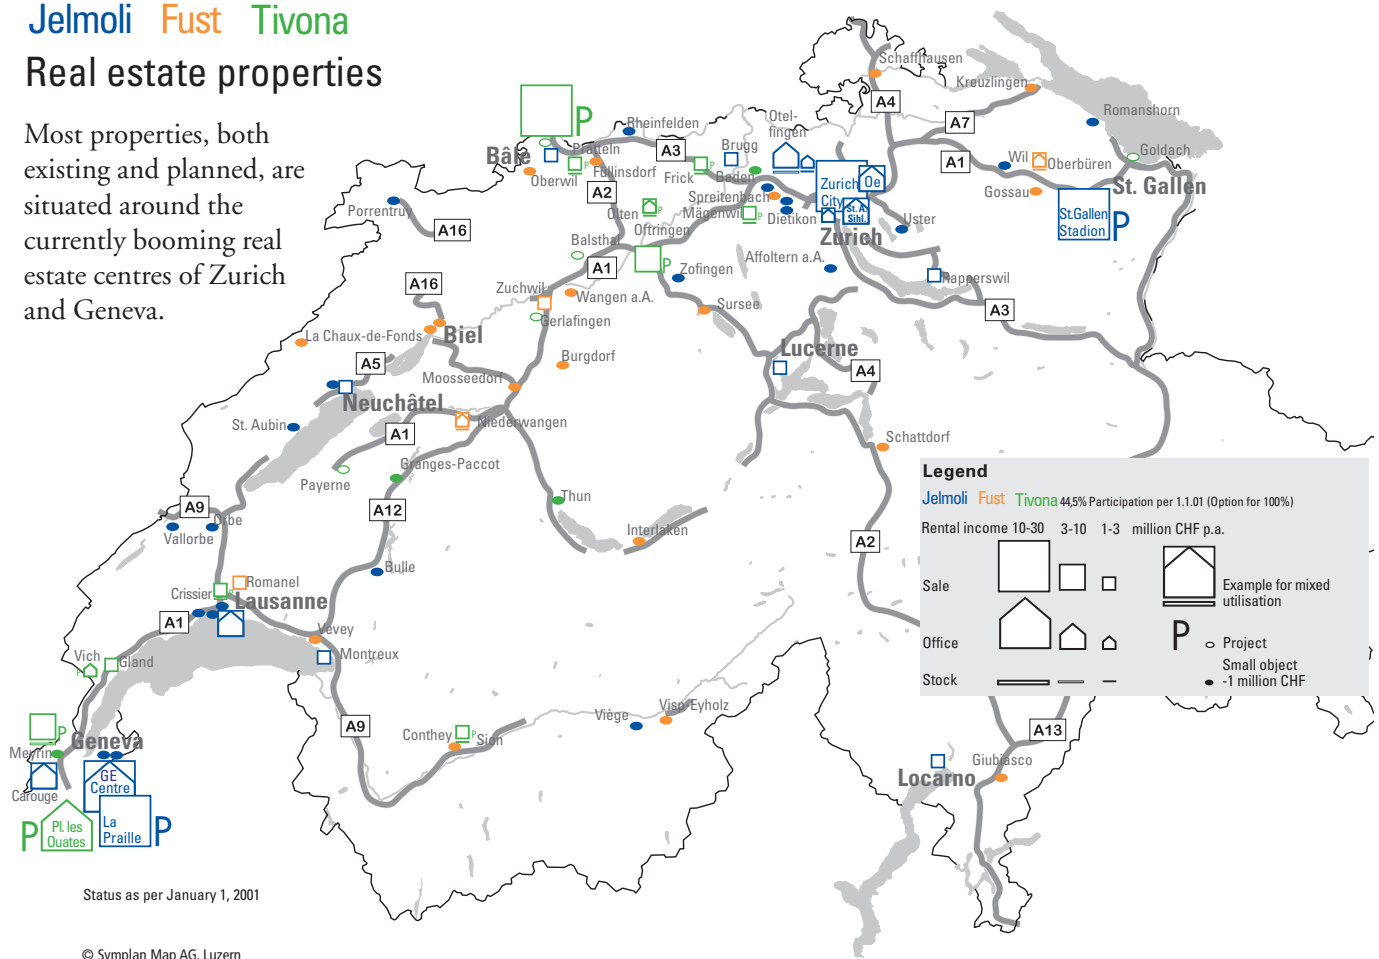 Jelmoli Fust Tivona
Real estate properties
Most properties, both
existing and planned, are
situated around the
currently booming real
estate centres of Zurich
and Geneva.
Schaffhausen
Kreuzlingen
A4
Romanshorn
A7
Otel-
fingen
Rheinfelden
Brugg
A3
Bâle
Pratteln
Füllinsdorf
Frick
Baden
Oberwil
A2
A1
Wil
Oberbüren
Goldach
Gossau
St. Gallen
St.Gallen
Stadion
P
P
Zurich
City
Oe
St. A.
Sihl.
Spreitenbach
Mägenwil
P
Dietikon
Zurich
Uster
Olten
P
Oftringen
P
Porrentruy
A16
Balsthal
A1
P
Zofingen
Affoltern a.A.
Rapperswil
A16
Zuchwil
Wangen a.A.
Gerlafingen
Sursee
A3
La Chaux-de-Fonds
Biel
Burgdorf
Lucerne
A5
Moosseedorf
A4
Neuchâtel
Niederwangen
St. Aubin
A1
Schattdorf
Granges-Paccot
Payerne
Thun
A9
A12
Orbe
Vallorbe
Interlaken
A2
Bulle
Romanel
Crissier
P
Lausanne
A1
Vevey
Montreux
Vich
P
Gland
P
Meyrin
Geneva
A9
Conthey
P
Sion
Viège
Visp-Eyholz
A13
Giubiasco
Locarno
Carouge
GE
Centre
La
Praille
P
P
Pl. les
Ouates
Legend
Jelmoli Fust Tivona 44,5% Participation per 1.1.01 (Option for 100%)
Rental income 10-30 3-10 1-3 million CHF p.a.
Sale
Example for mixed
utilisation
Office
P
Project
Stock
Small object
-1 million CHF
Status as per January 1, 2001
© Symplan Map AG, Luzern